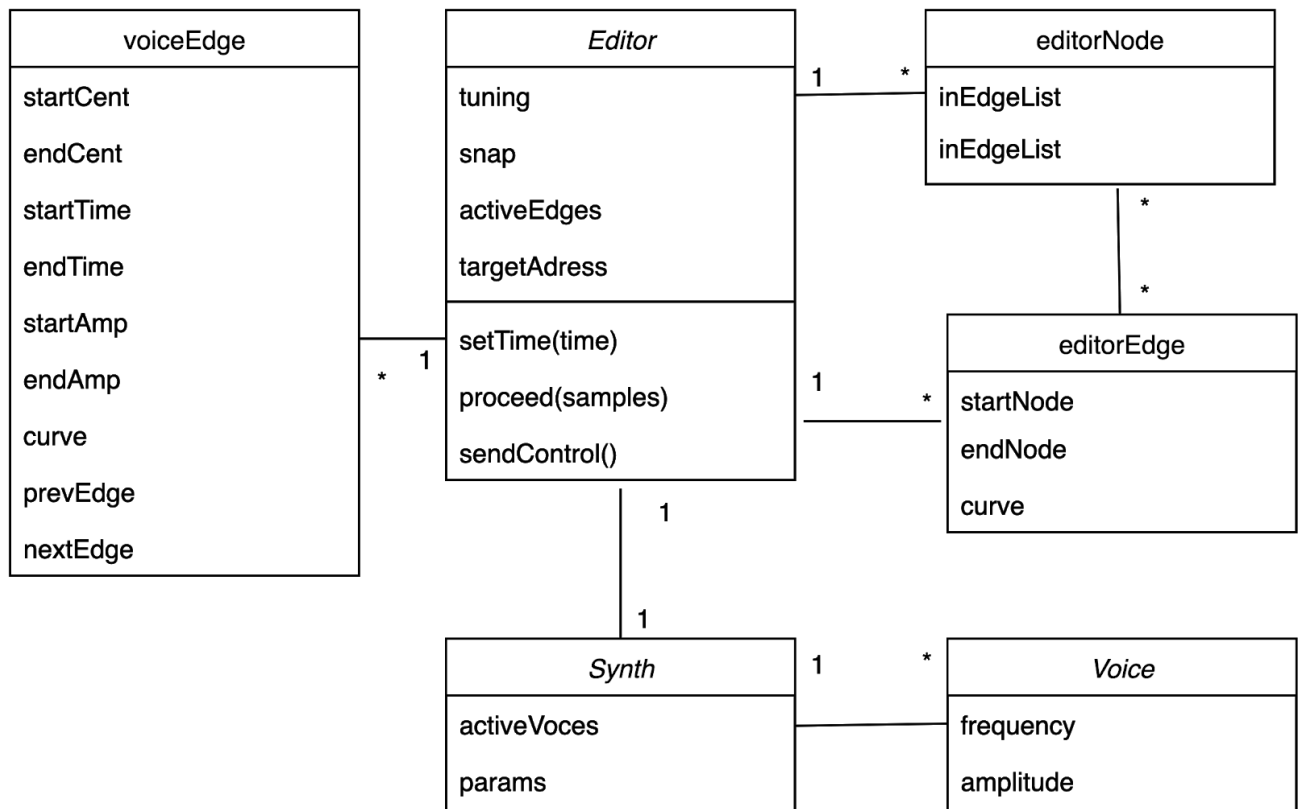 voiceEdge
startCent
endCent
startTime
endTime
startAmp
endAmp
curve
prevEdge
nextEdge
*
1
Editor
tuning
snap
activeEdges
targetAdress
setTime(time)
proceed(samples)
sendControl()
1
*
editorNode
inEdgeList
inEdgeList
*
*
1
*
editorEdge
startNode
endNode
curve
1
1
Synth
activeVoces
params
1
*
Voice
frequency
amplitude